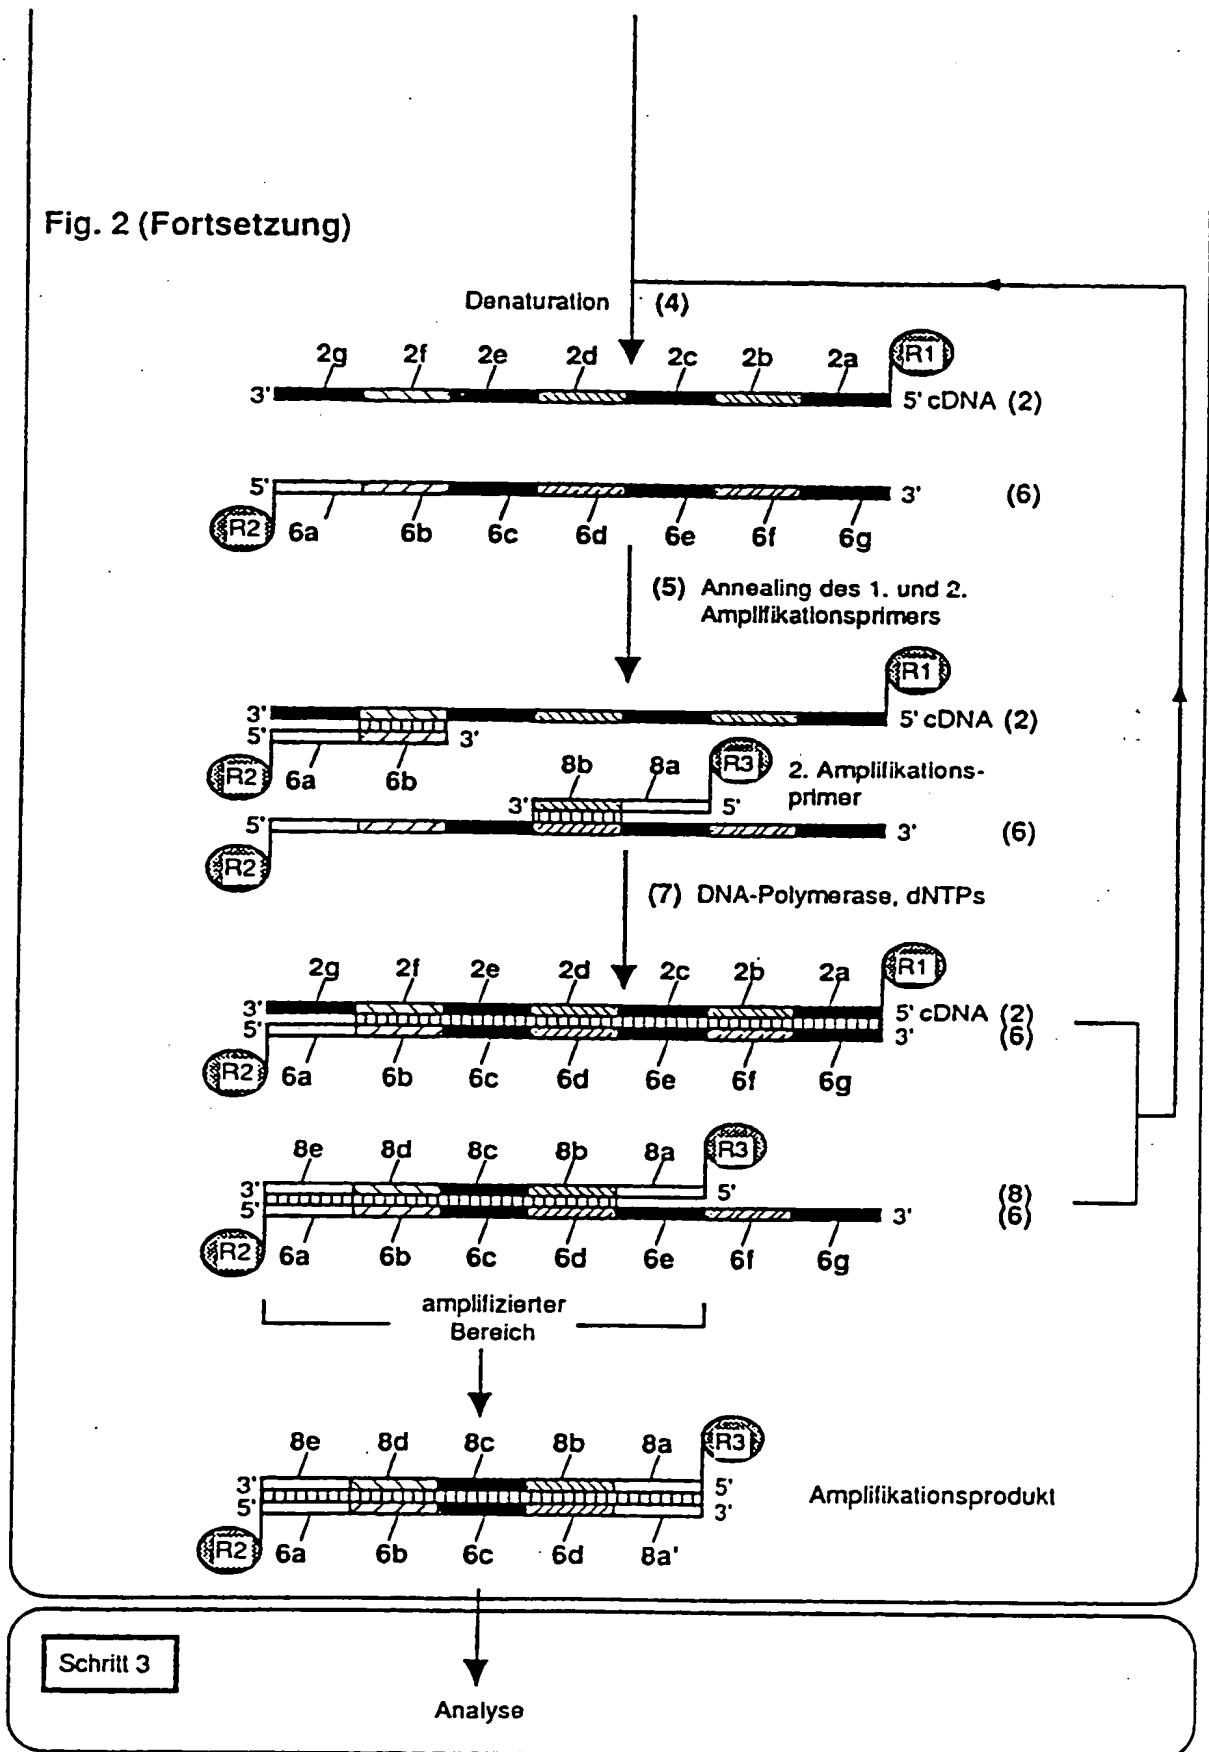 Fig. 2 (Fortsetzung)
Denaturation (4)
2g 2f 2e 2d 2c 2b 2a R1
3' 5' cDNA (2)
5' 3' (6)
R2 6a 6b 6c 6d 6e 6f 6g
(5) Annealing des 1. und 2.
Amplifikationsprimers
R1
3' 5' cDNA (2)
5' 3'
R2 6a 6b
8b 8a R3 2. Amplifikations-
primer
3' 5'
5' 3' (6)
R2
(7) DNA-Polymerase, dNTPs
2g 2f 2e 2d 2c 2b 2a R1
3' 5' cDNA (2)
5' 3' (6)
R2 6a 6b 6c 6d 6e 6f 6g
8e 8d 8c 8b 8a R3
3' 5' (8)
5' 3' (6)
R2 6a 6b 6c 6d 6e 6f 6g
amplifizierter
Bereich
8e 8d 8c 8b 8a R3
3' 5'
5' 3'
Amplifikationsprodukt
R2 6a 6b 6c 6d 8a'
Schritt 3
Analyse